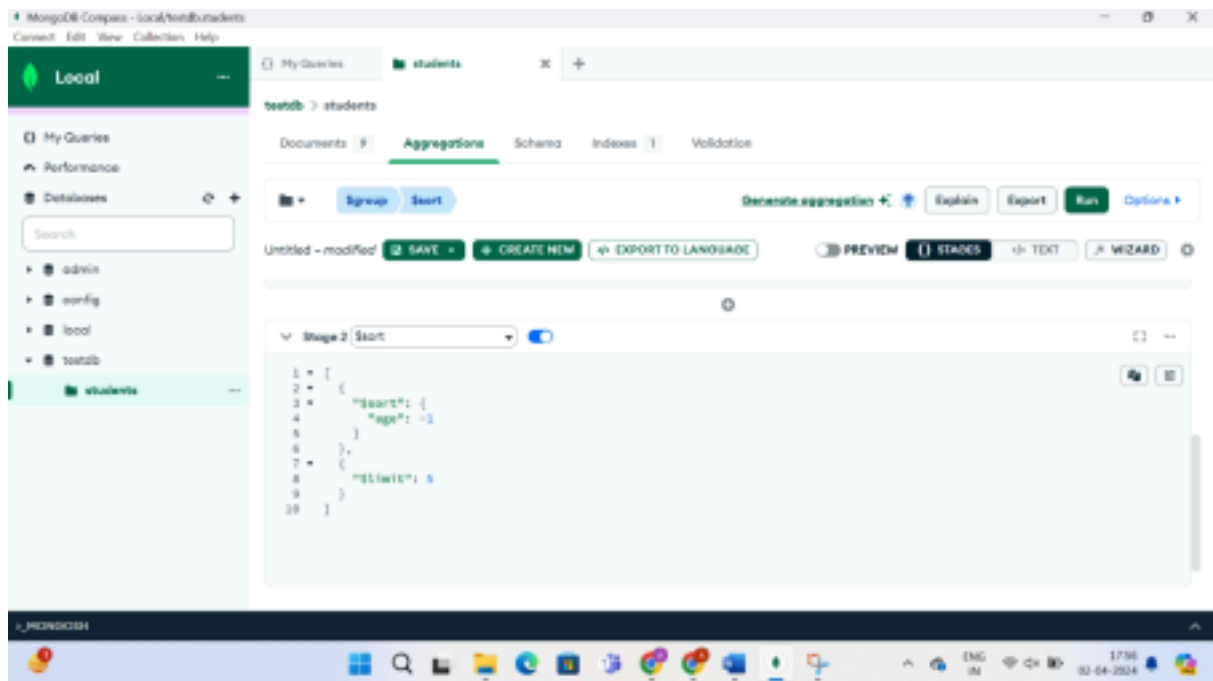 MongoDB Compass - Local/testdb.students
Connect Edit View Collection Help
Local
My Queries
students
testdb > students
My Queries
Performance
Databases
Search
admin
config
local
testdb
students
Documents 9 Aggregations Schema Indexes 1 Validation
$group $sort
Generate aggregation Explain Export Run Options
Untitled - modified SAVE CREATE NEW EXPORT TO LANGUAGE PREVIEW {} STAGES </> TEXT WIZARD
Stage 2 $sort
1 [
2 {
3 "$sort": {
4 "age": -1
5 }
6 },
7 {
8 "$limit": 5
9 }
10 ]
>_MONGOSH
ENG
IN
17:56
02-04-2024